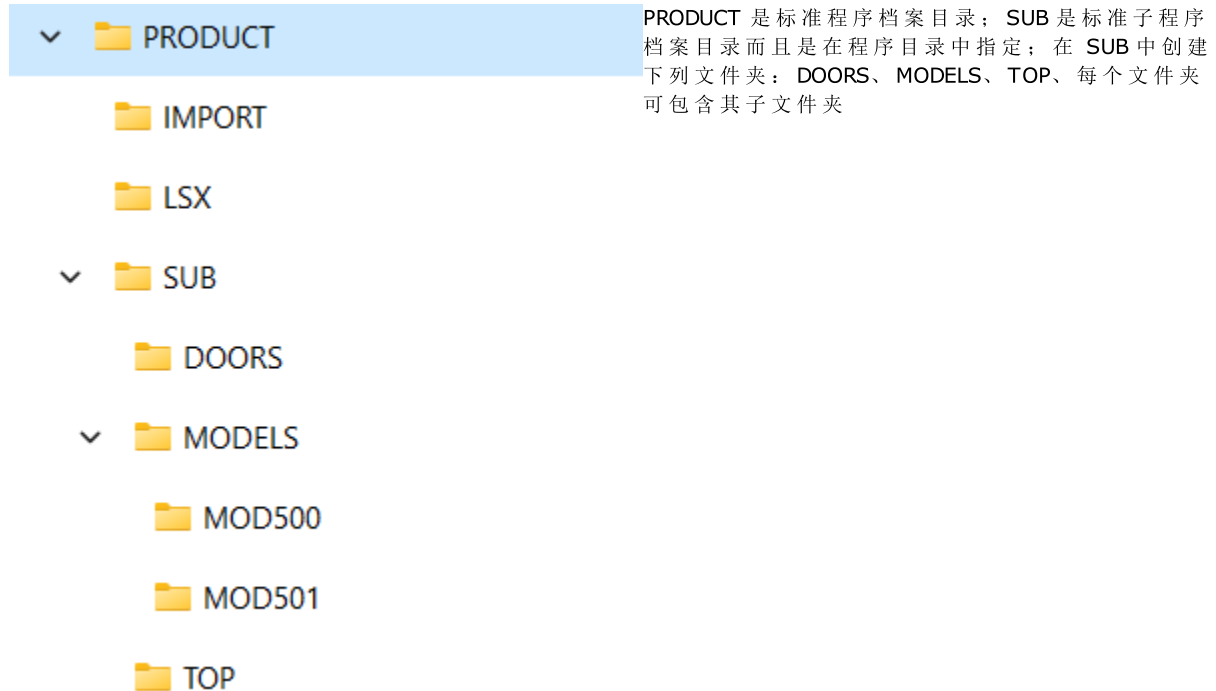 PRODUCT
IMPORT
LSX
SUB
DOORS
MODELS
MOD500
MOD501
TOP
PRODUCT 是标准程序档案目录；SUB 是标准子程序
档案目录而且是在程序目录中指定；在 SUB 中创建
下列文件夹：DOORS、MODELS、TOP、每个文件夹
可包含其子文件夹